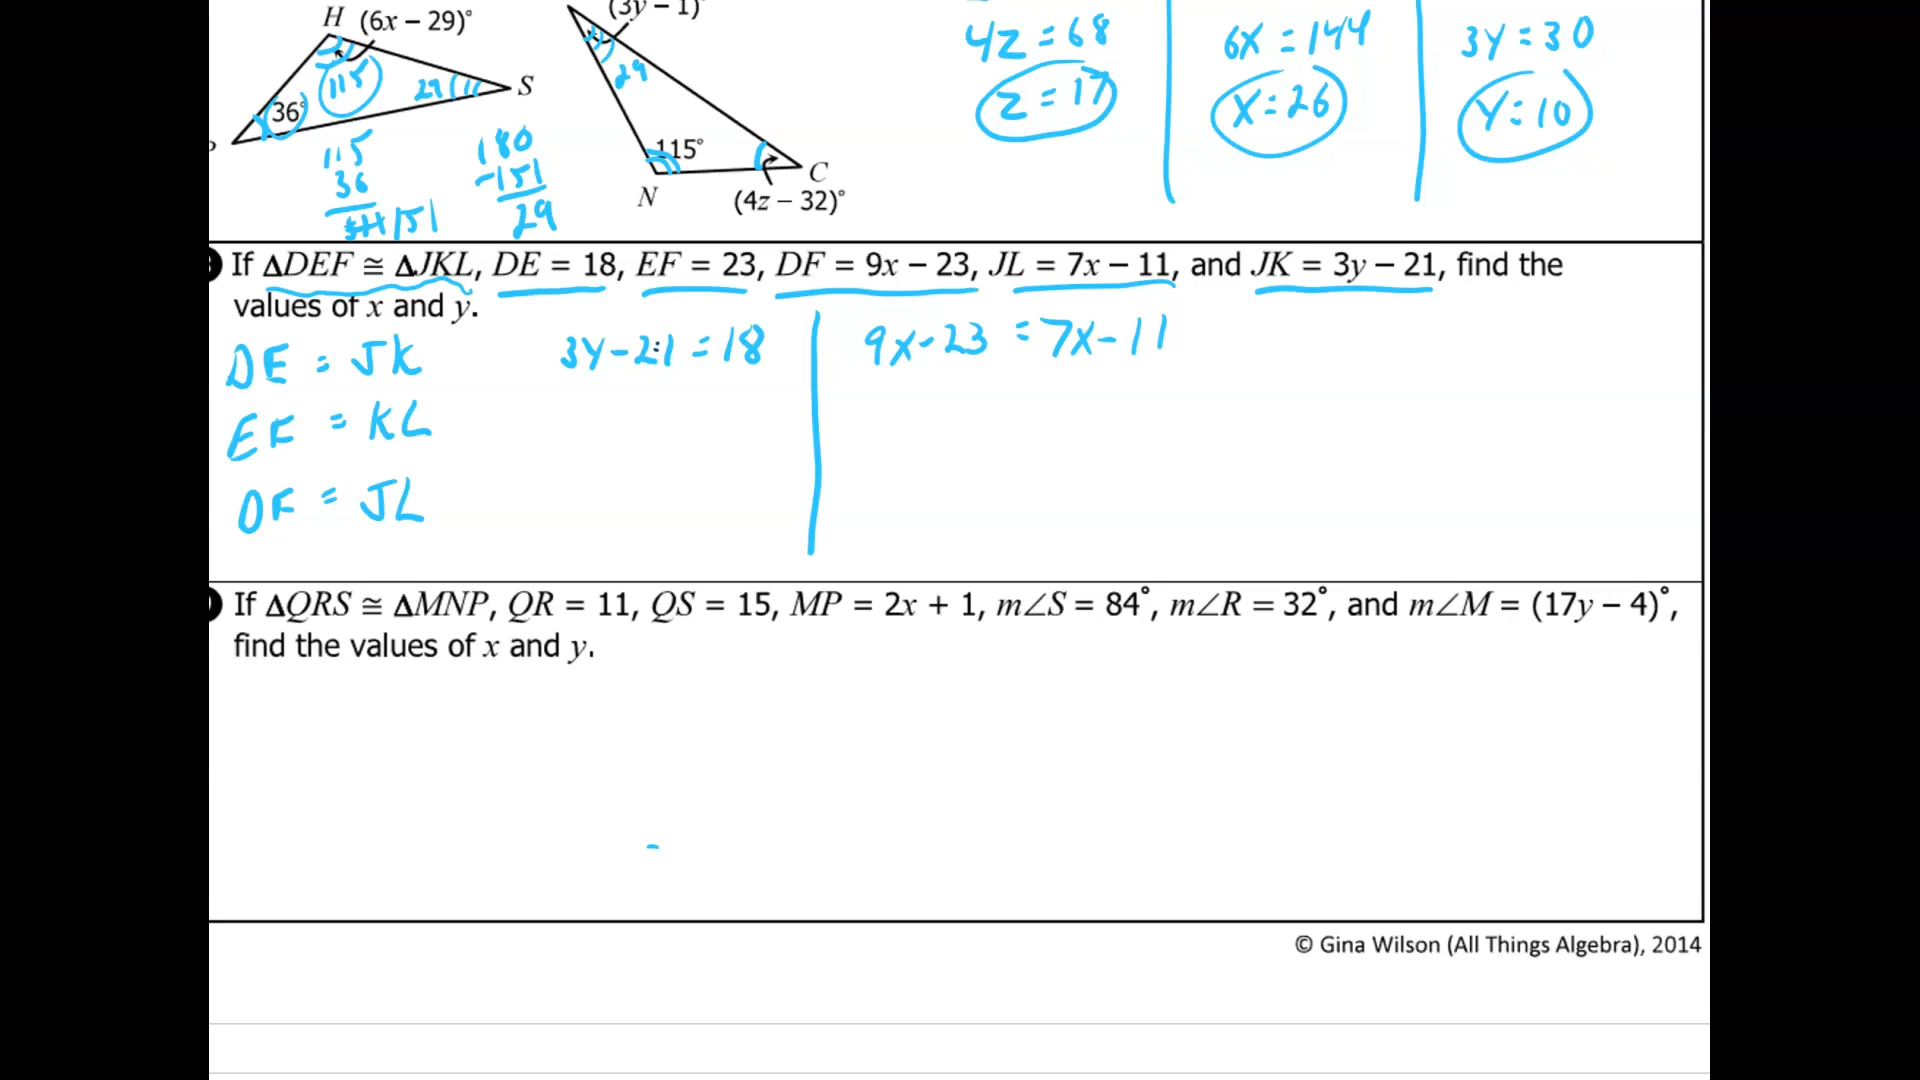 H (6x – 29)°
(3y – 1)°
4z = 68
6x = 144
3y = 30
115
29
S
29
z = 17
x = 26
y = 10
36°
115
36
151
180
-151
29
115°
N
C
(4z – 32)°
If ΔDEF ≅ ΔJKL, DE = 18, EF = 23, DF = 9x – 23, JL = 7x – 11, and JK = 3y – 21, find the
values of x and y.
DE = JK
3y - 21 = 18
9x - 23 = 7x - 11
EF = KL
DF = JL
If ΔQRS ≅ ΔMNP, QR = 11, QS = 15, MP = 2x + 1, m∠S = 84°, m∠R = 32°, and m∠M = (17y – 4)°,
find the values of x and y.
© Gina Wilson (All Things Algebra), 2014